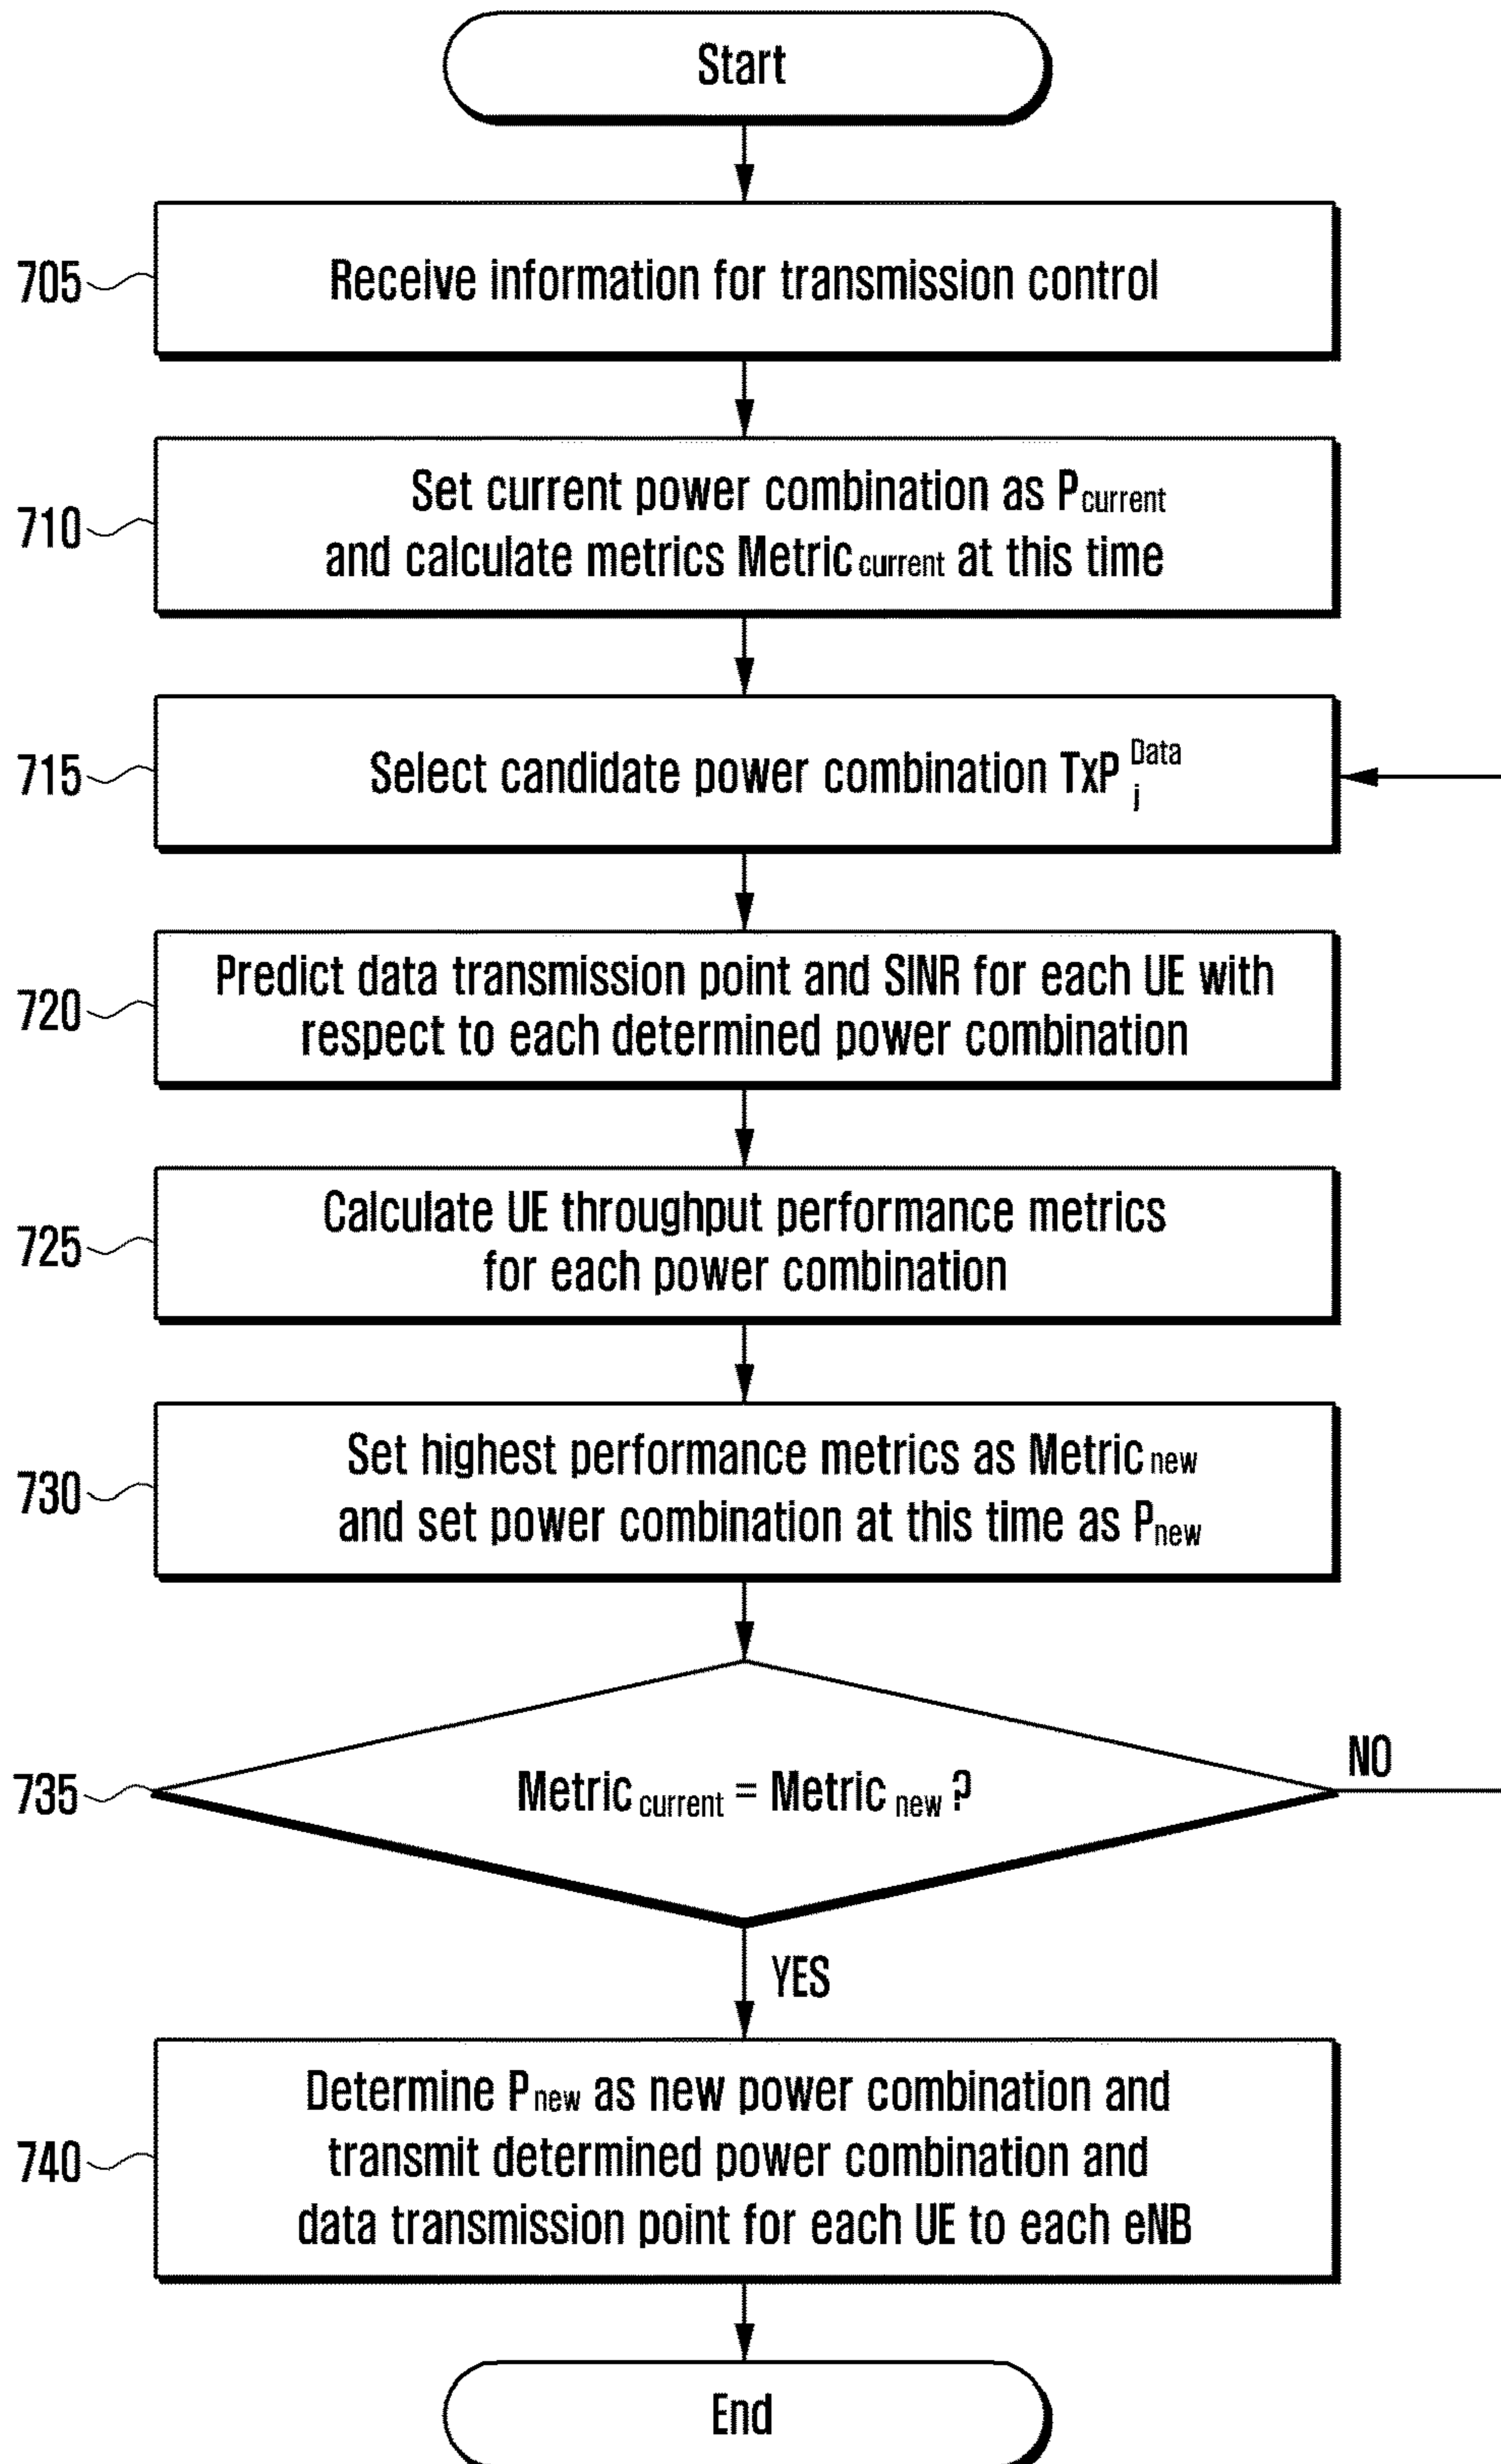 Start
705
Receive information for transmission control
710
Set current power combination as Pcurrent
and calculate metrics Metric current at this time
715
Select candidate power combination TxP j Data
720
Predict data transmission point and SINR for each UE with
respect to each determined power combination
725
Calculate UE throughput performance metrics
for each power combination
730
Set highest performance metrics as Metric new
and set power combination at this time as Pnew
735
Metric current = Metric new ?
NO
YES
740
Determine Pnew as new power combination and
transmit determined power combination and
data transmission point for each UE to each eNB
End